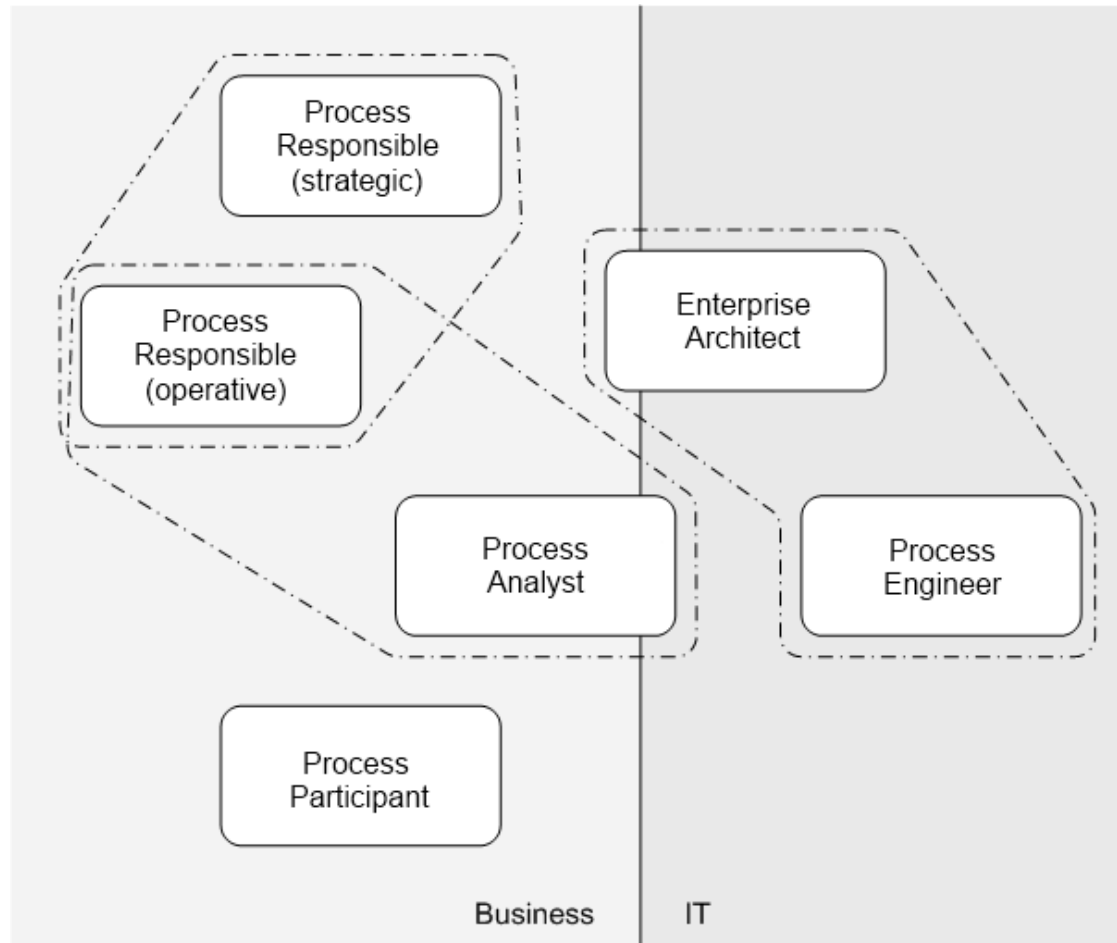 Process
Responsible
(strategic)
Enterprise
Architect
Process
Responsible
(operative)
Process
Analyst
Process
Engineer
Process
Participant
Business
IT